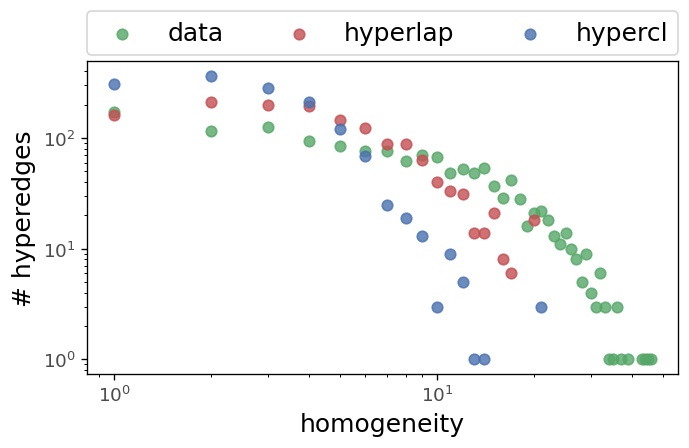 data hyperlap hypercl
# hyperedges
10²
10¹
10⁰
10⁰ 10¹
homogeneity